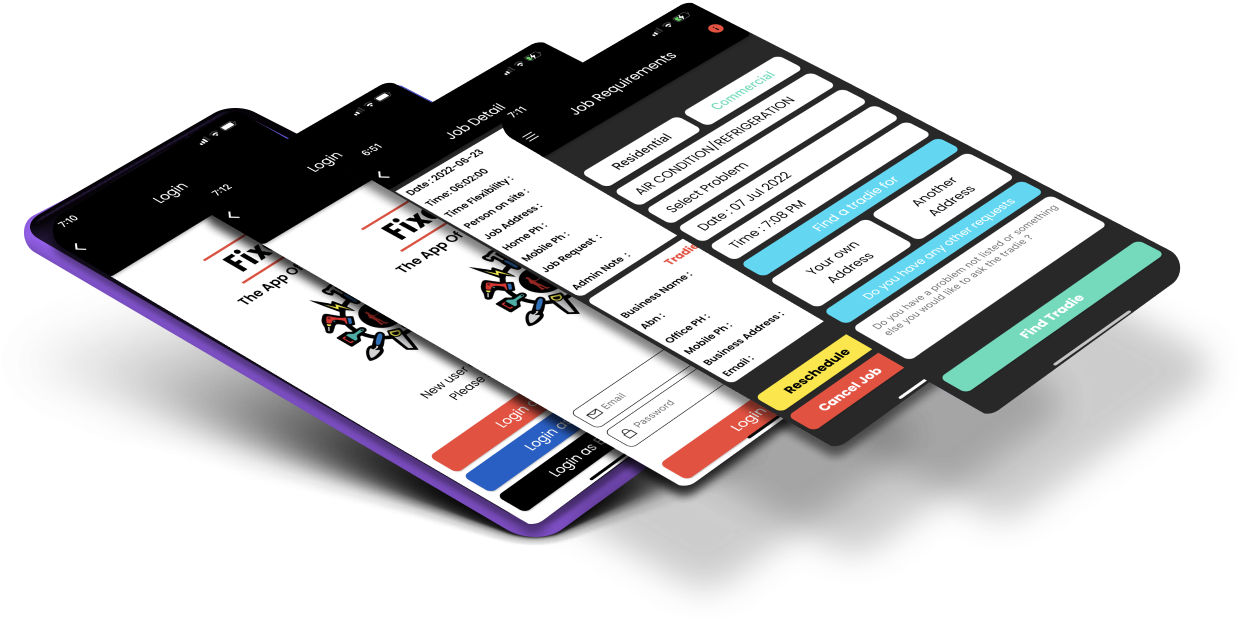 7:10
Login
Fix
The App O
New user
Please
Login
Login a
Login as
7:12
Login
Fixo
The App Of
Email
Password
Login
6:51
Job Detail
Date : 2022-06-23
Time: 06:02:00
Time Flexibility :
Person on site :
Job Address :
Home Ph :
Mobile Ph :
Job Request :
Admin Note :
Tradie
Business Name :
Abn :
Office PH :
Mobile Ph :
Business Address :
Email :
Reschedule
Cancel Job
7:11
Job Requirements
Residential
Commercial
AIR CONDITION/REFRIGERATION
Select Problem
Date : 07 Jul 2022
Time : 7:08 PM
Find a tradie for
Your own
Address
Another
Address
Do you have any other requests
Do you have a problem not listed or something
else you would like to ask the tradie ?
Find Tradie